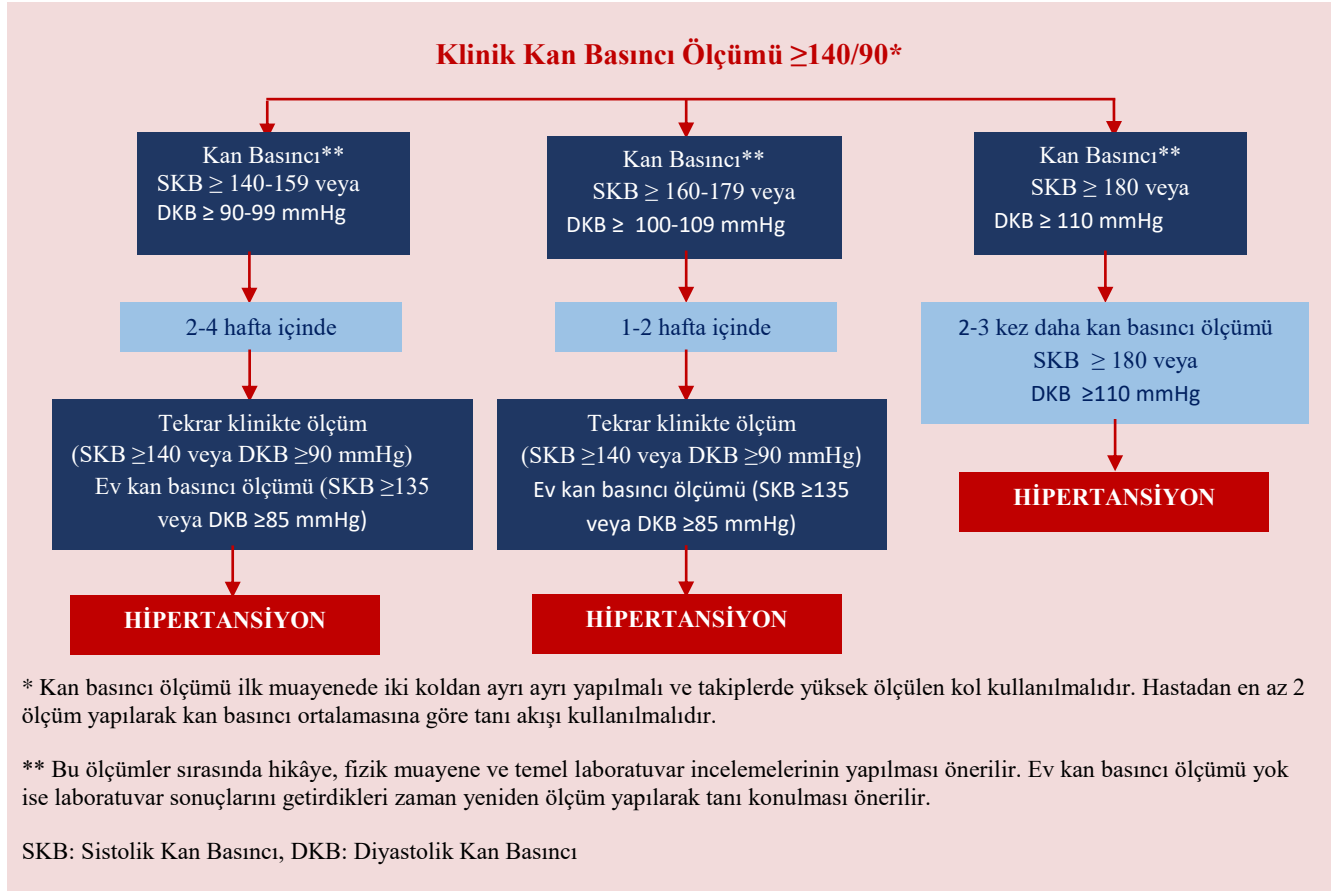 Klinik Kan Basıncı Ölçümü ≥140/90*
Kan Basıncı**
SKB ≥ 140-159 veya
DKB ≥ 90-99 mmHg
2-4 hafta içinde
Tekrar klinikte ölçüm
(SKB ≥140 veya DKB ≥90 mmHg)
Ev kan basıncı ölçümü (SKB ≥135
veya DKB ≥85 mmHg)
HİPERTANSİYON
Kan Basıncı**
SKB ≥ 160-179 veya
DKB ≥ 100-109 mmHg
1-2 hafta içinde
Tekrar klinikte ölçüm
(SKB ≥140 veya DKB ≥90 mmHg)
Ev kan basıncı ölçümü (SKB ≥135
veya DKB ≥85 mmHg)
HİPERTANSİYON
Kan Basıncı**
SKB ≥ 180 veya
DKB ≥ 110 mmHg
2-3 kez daha kan basıncı ölçümü
SKB ≥ 180 veya
DKB ≥110 mmHg
HİPERTANSİYON
* Kan basıncı ölçümü ilk muayenede iki koldan ayrı ayrı yapılmalı ve takiplerde yüksek ölçülen kol kullanılmalıdır. Hastadan en az 2
ölçüm yapılarak kan basıncı ortalamasına göre tanı akışı kullanılmalıdır.
** Bu ölçümler sırasında hikâye, fizik muayene ve temel laboratuvar incelemelerinin yapılması önerilir. Ev kan basıncı ölçümü yok
ise laboratuvar sonuçlarını getirdikleri zaman yeniden ölçüm yapılarak tanı konulması önerilir.
SKB: Sistolik Kan Basıncı, DKB: Diyastolik Kan Basıncı